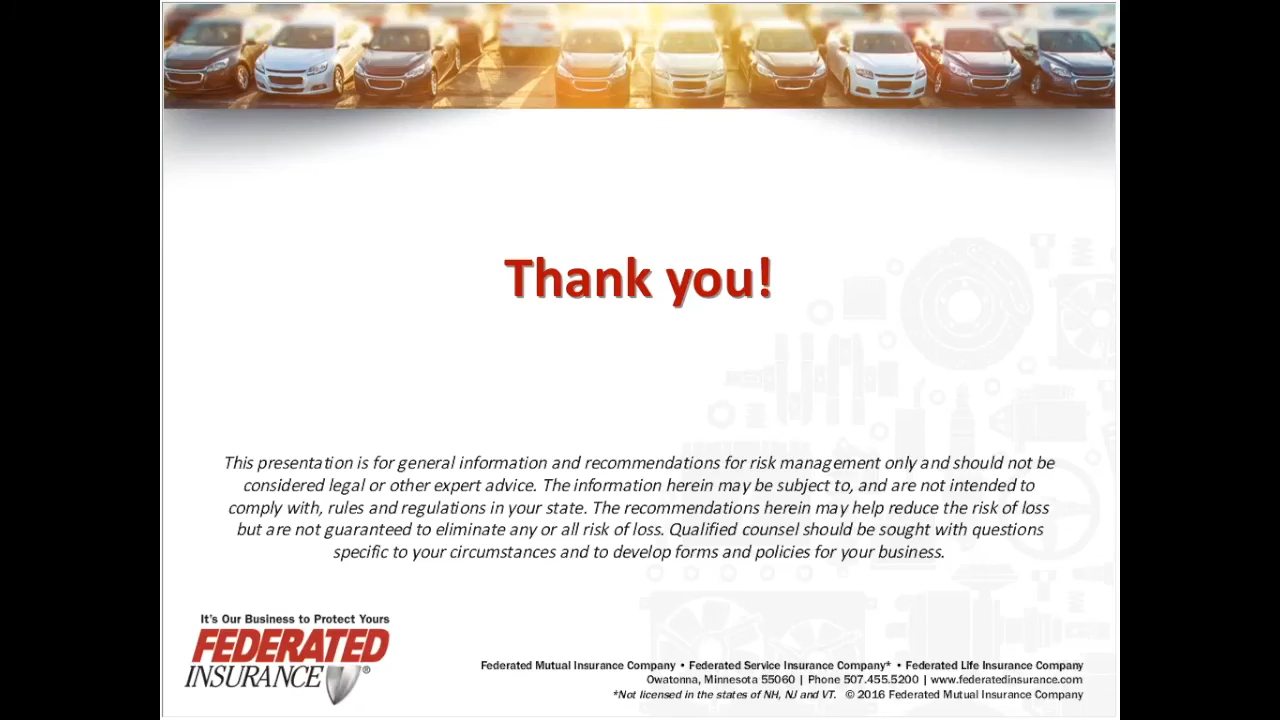 Thank you!
This presentation is for general information and recommendations for risk management only and should not be
considered legal or other expert advice. The information herein may be subject to, and are not intended to
comply with, rules and regulations in your state. The recommendations herein may help reduce the risk of loss
but are not guaranteed to eliminate any or all risk of loss. Qualified counsel should be sought with questions
specific to your circumstances and to develop forms and policies for your business.
It's Our Business to Protect Yours
FEDERATED
INSURANCE®
Federated Mutual Insurance Company • Federated Service Insurance Company* • Federated Life Insurance Company
Owatonna, Minnesota 55060 | Phone 507.455.5200 | www.federatedinsurance.com
*Not licensed in the states of NH, NJ and VT. © 2016 Federated Mutual Insurance Company